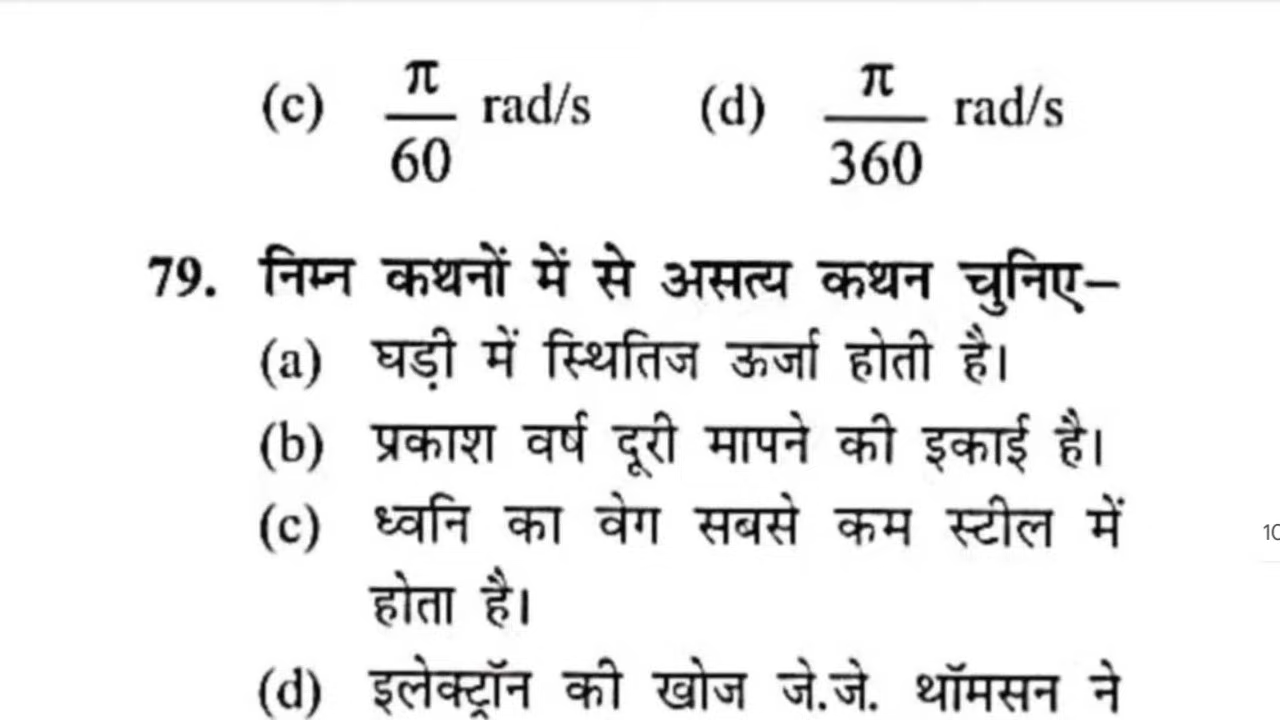 (c) π/60 rad/s (d) π/360 rad/s
79. निम्न कथनों में से असत्य कथन चुनिए–
(a) घड़ी में स्थितिज ऊर्जा होती है।
(b) प्रकाश वर्ष दूरी मापने की इकाई है।
(c) ध्वनि का वेग सबसे कम स्टील में
होता है।
(d) इलेक्ट्रॉन की खोज जे.जे. थॉमसन ने